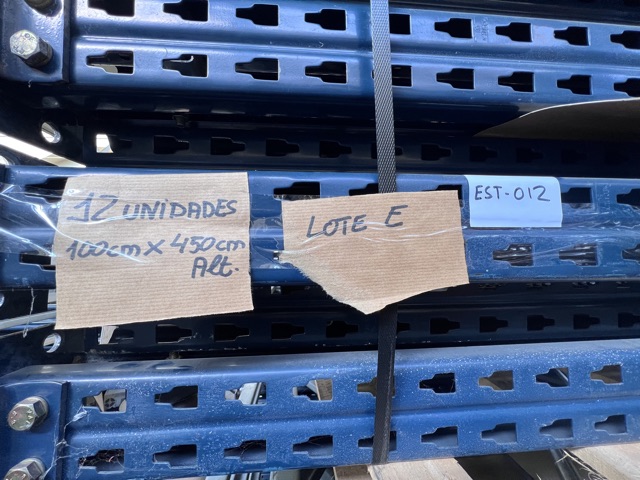 12 UNIDADES
100cm x 450cm
Alt.
LOTE E
EST-012